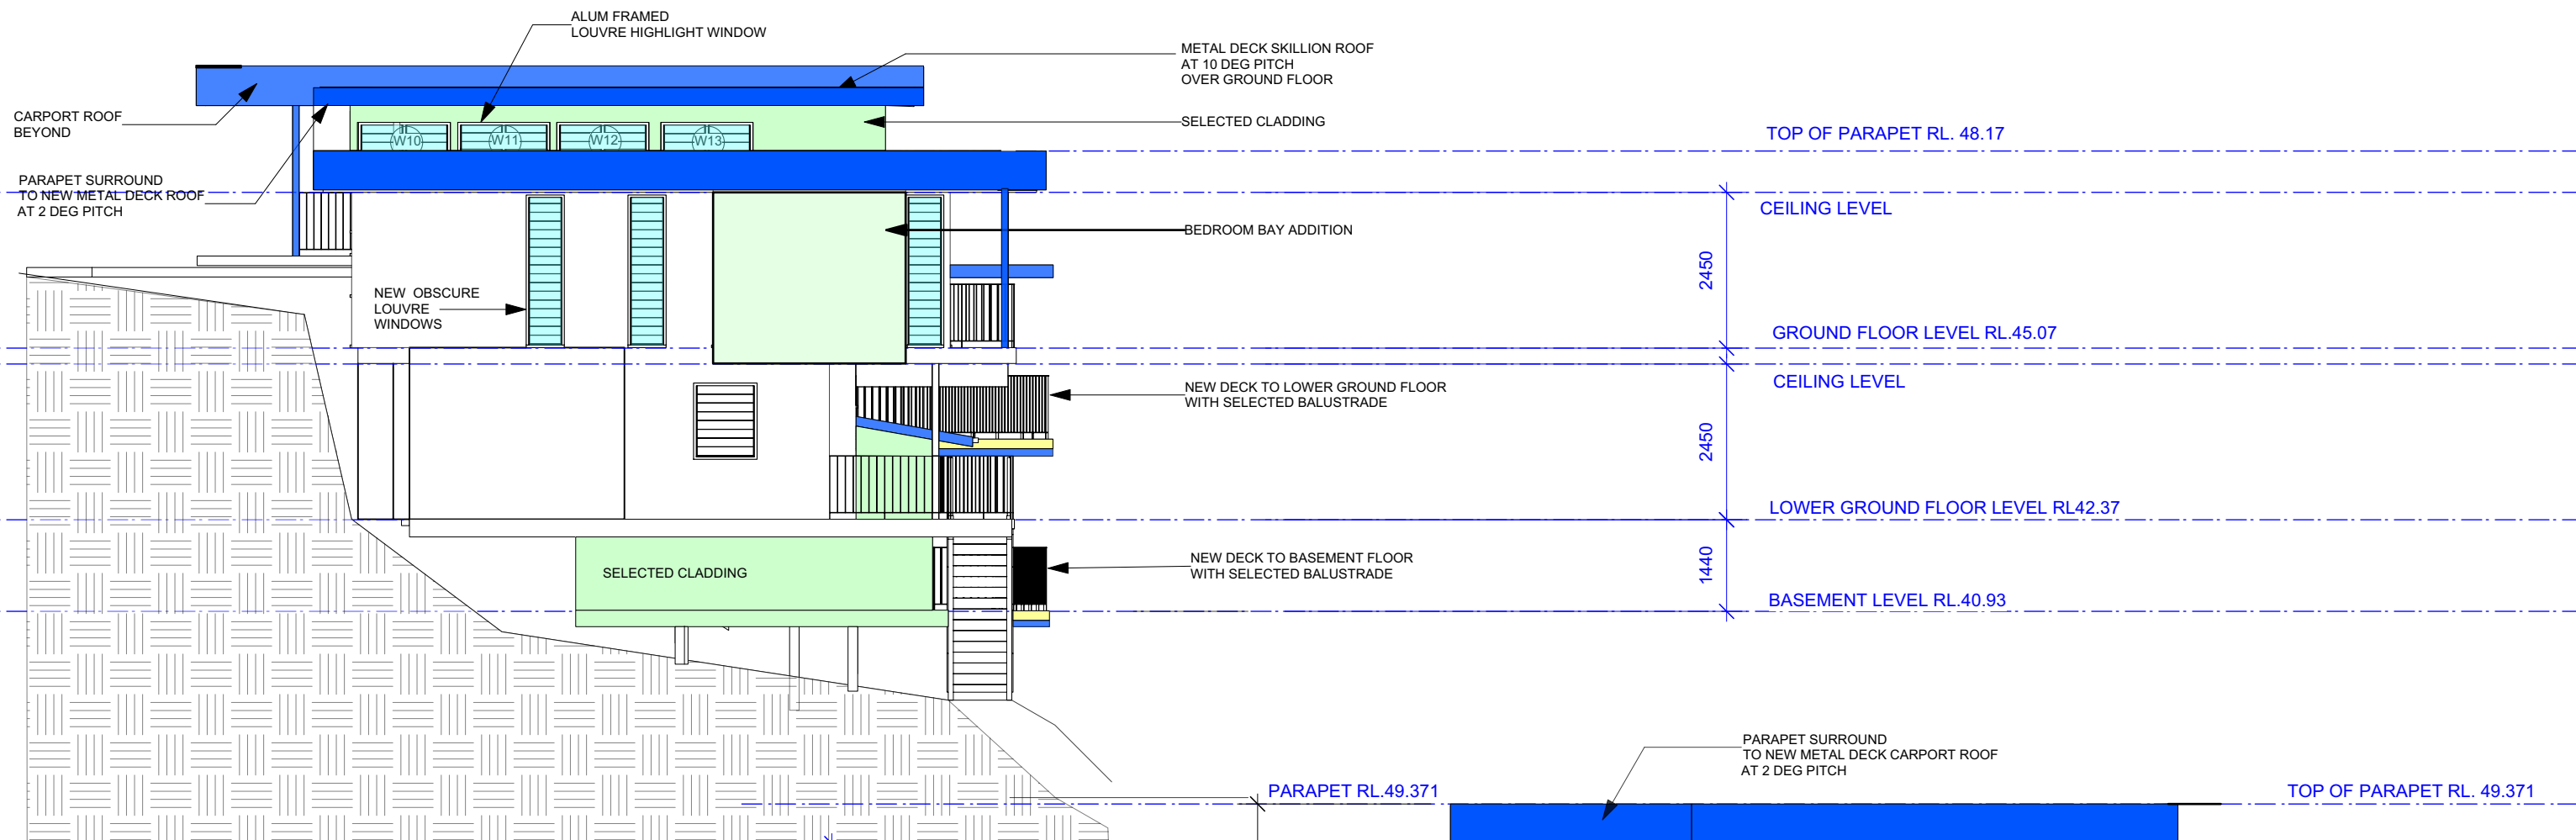 ALUM FRAMED
LOUVRE HIGHLIGHT WINDOW
METAL DECK SKILLION ROOF
AT 10 DEG PITCH
OVER GROUND FLOOR
CARPORT ROOF
BEYOND
SELECTED CLADDING
TOP OF PARAPET RL. 48.17
W10
W11
W12
W13
PARAPET SURROUND
TO NEW METAL DECK ROOF
AT 2 DEG PITCH
CEILING LEVEL
BEDROOM BAY ADDITION
2450
NEW  OBSCURE
LOUVRE
WINDOWS
GROUND FLOOR LEVEL RL.45.07
CEILING LEVEL
NEW DECK TO LOWER GROUND FLOOR
WITH SELECTED BALUSTRADE
2450
LOWER GROUND FLOOR LEVEL RL42.37
NEW DECK TO BASEMENT FLOOR
WITH SELECTED BALUSTRADE
SELECTED CLADDING
1440
BASEMENT LEVEL RL.40.93
PARAPET SURROUND
TO NEW METAL DECK CARPORT ROOF
AT 2 DEG PITCH
PARAPET RL.49.371
TOP OF PARAPET RL. 49.371